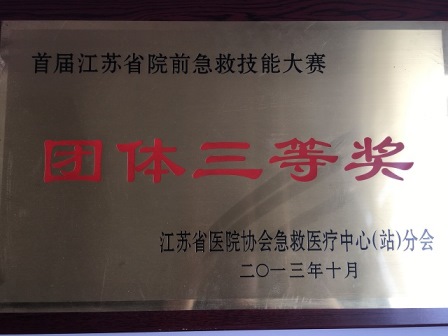 首届江苏省院前急救技能大赛
团体三等奖
江苏省医院协会急救医疗中心(站)分会
二〇一三年十月